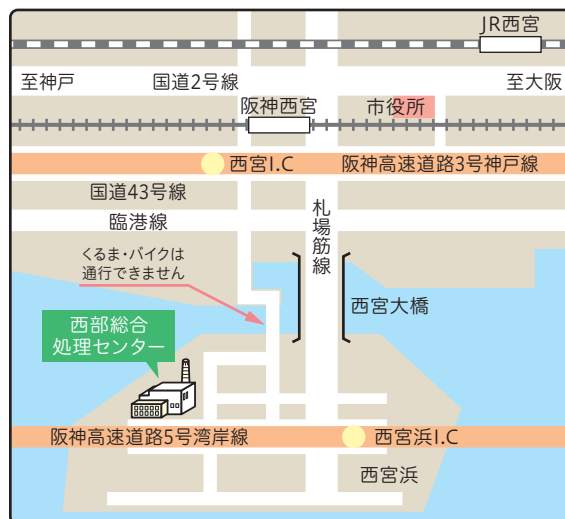 JR西宮
至神戸
国道2号線
至大阪
阪神西宮
市役所
西宮I.C
阪神高速道路3号神戸線
国道43号線
札場筋線
臨港線
くるま・バイクは
通行できません
西宮大橋
西部総合
処理センター
阪神高速道路5号湾岸線
西宮浜I.C
西宮浜